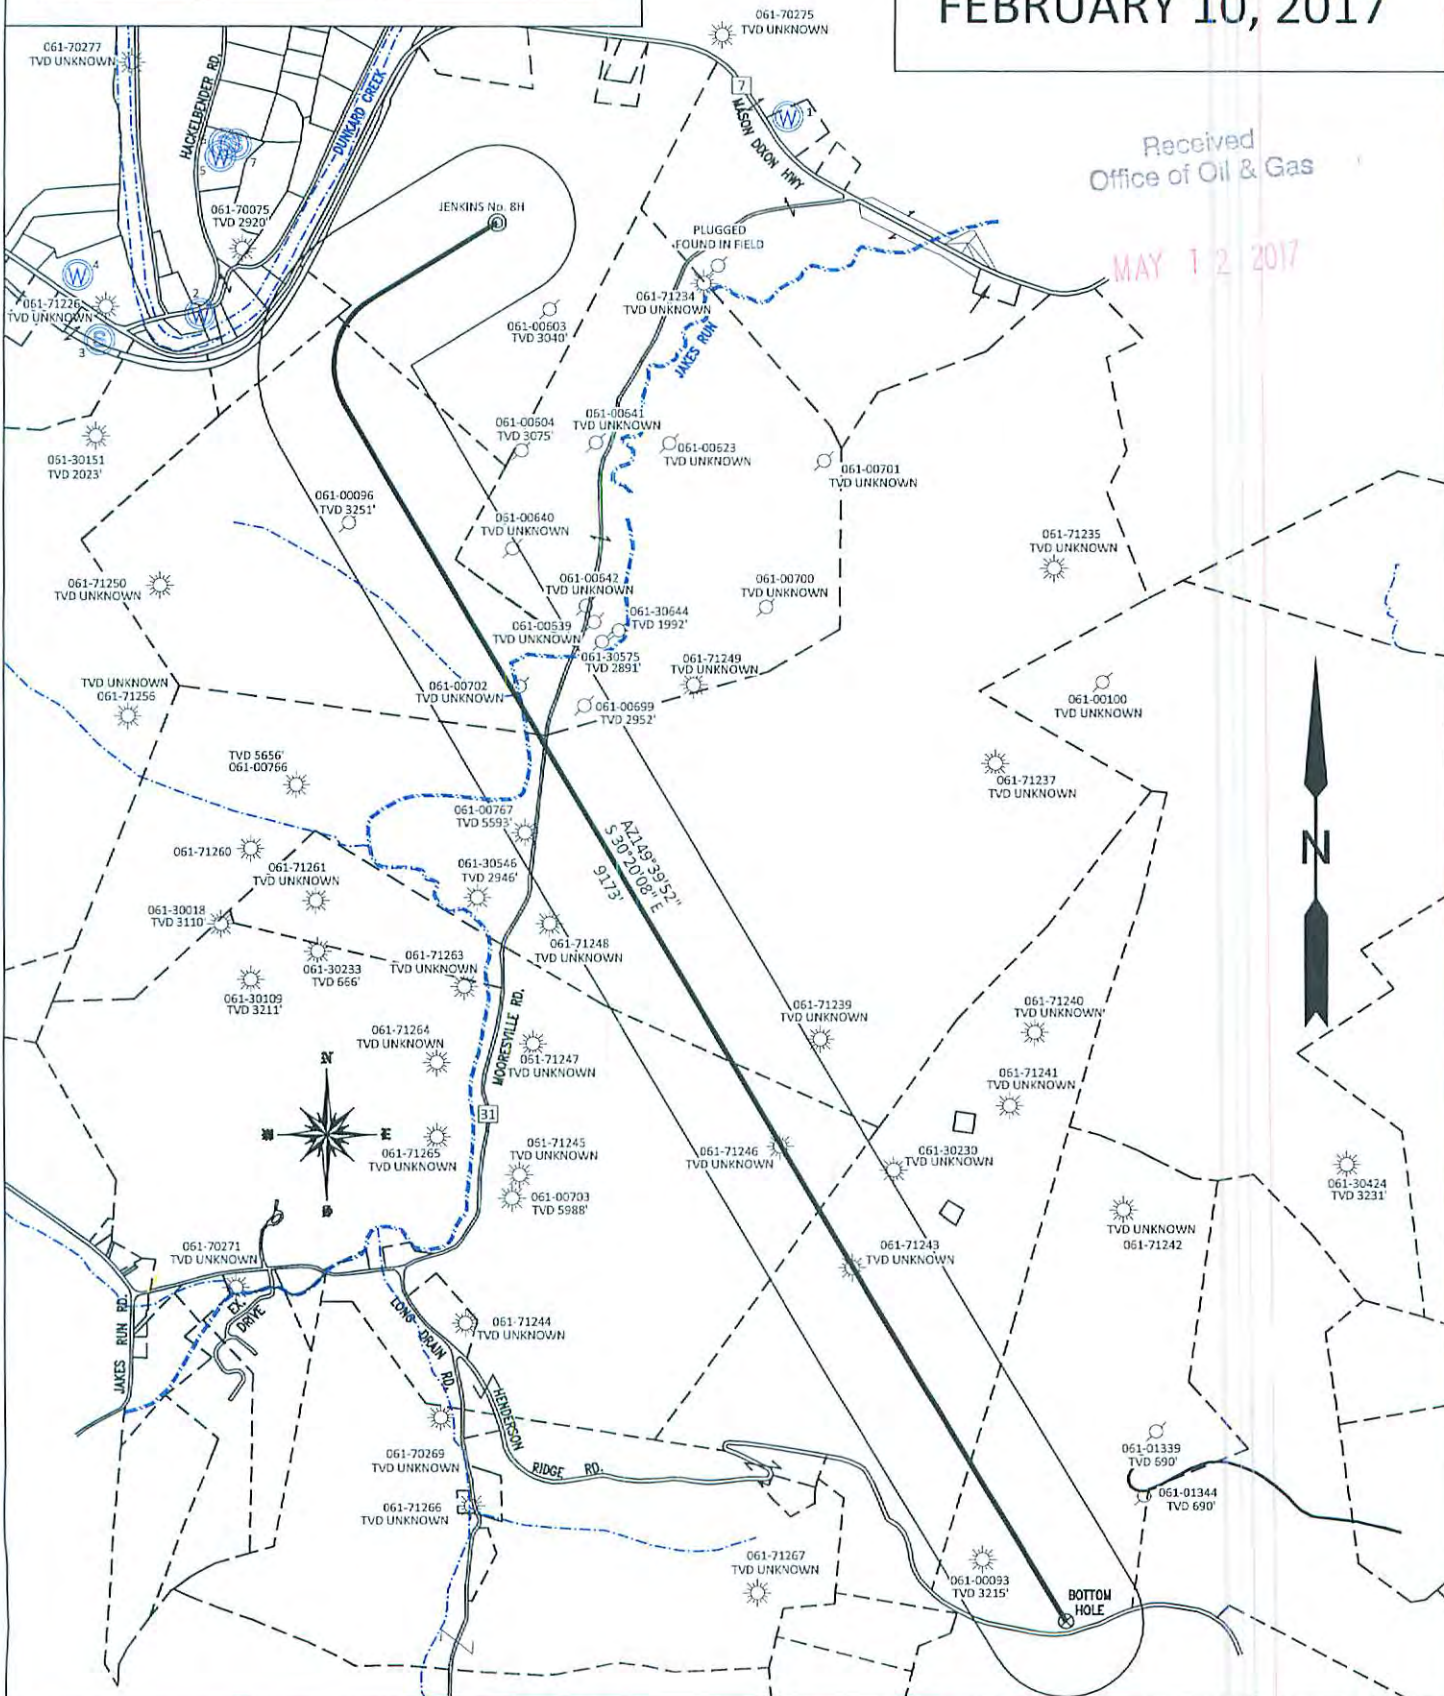 FEBRUARY 10, 2017
061-70275
TVD UNKNOWN
061-70277
TVD UNKNOWN
HACKELBENDER RD.
DUNKARD CREEK
7
MASON DIXON HWY
W 1
Received
Office of Oil & Gas
MAY 12 2017
W
5
7
061-70075
TVD 2920'
JENKINS No. 8H
PLUGGED
FOUND IN FIELD
W 4
061-71226
TVD UNKNOWN
2
W
S
3
061-71234
TVD UNKNOWN
JAKES RUN
061-00603
TVD 3040'
061-00604
TVD 3075'
061-00641
TVD UNKNOWN
061-00623
TVD UNKNOWN
061-00701
TVD UNKNOWN
061-30151
TVD 2023'
061-00096
TVD 3251'
061-00640
TVD UNKNOWN
061-71235
TVD UNKNOWN
061-71250
TVD UNKNOWN
061-00642
TVD UNKNOWN
061-00700
TVD UNKNOWN
061-30644
TVD 1992'
061-00639
TVD UNKNOWN
061-30575
TVD 2891'
061-71249
TVD UNKNOWN
TVD UNKNOWN
061-71256
061-00702
TVD UNKNOWN
061-00699
TVD 2952'
061-00100
TVD UNKNOWN
TVD 5656'
061-00766
061-71237
TVD UNKNOWN
061-00767
TVD 5593'
AZ149°39'52"
S 30°20'08" E
9173'
N
061-71260
061-71261
TVD UNKNOWN
061-30546
TVD 2946'
061-30018
TVD 3110'
061-71248
TVD UNKNOWN
061-30233
TVD 666'
061-71263
TVD UNKNOWN
061-30109
TVD 3211'
MOORESVILLE RD.
061-71239
TVD UNKNOWN
061-71240
TVD UNKNOWN
061-71264
TVD UNKNOWN
061-71247
TVD UNKNOWN
061-71241
TVD UNKNOWN
N
W
E
S
31
061-71265
TVD UNKNOWN
061-71245
TVD UNKNOWN
061-71246
TVD UNKNOWN
061-30230
TVD UNKNOWN
061-00703
TVD 5988'
061-30424
TVD 3231'
TVD UNKNOWN
061-71242
061-70271
TVD UNKNOWN
061-71243
TVD UNKNOWN
JAKES RUN RD.
EX.
DRIVE
LONG DRAIN RD.
061-71244
TVD UNKNOWN
HENDERSON
RIDGE RD.
061-70269
TVD UNKNOWN
061-71266
TVD UNKNOWN
061-01339
TVD 690'
061-01344
TVD 690'
061-71267
TVD UNKNOWN
061-00093
TVD 3215'
BOTTOM
HOLE